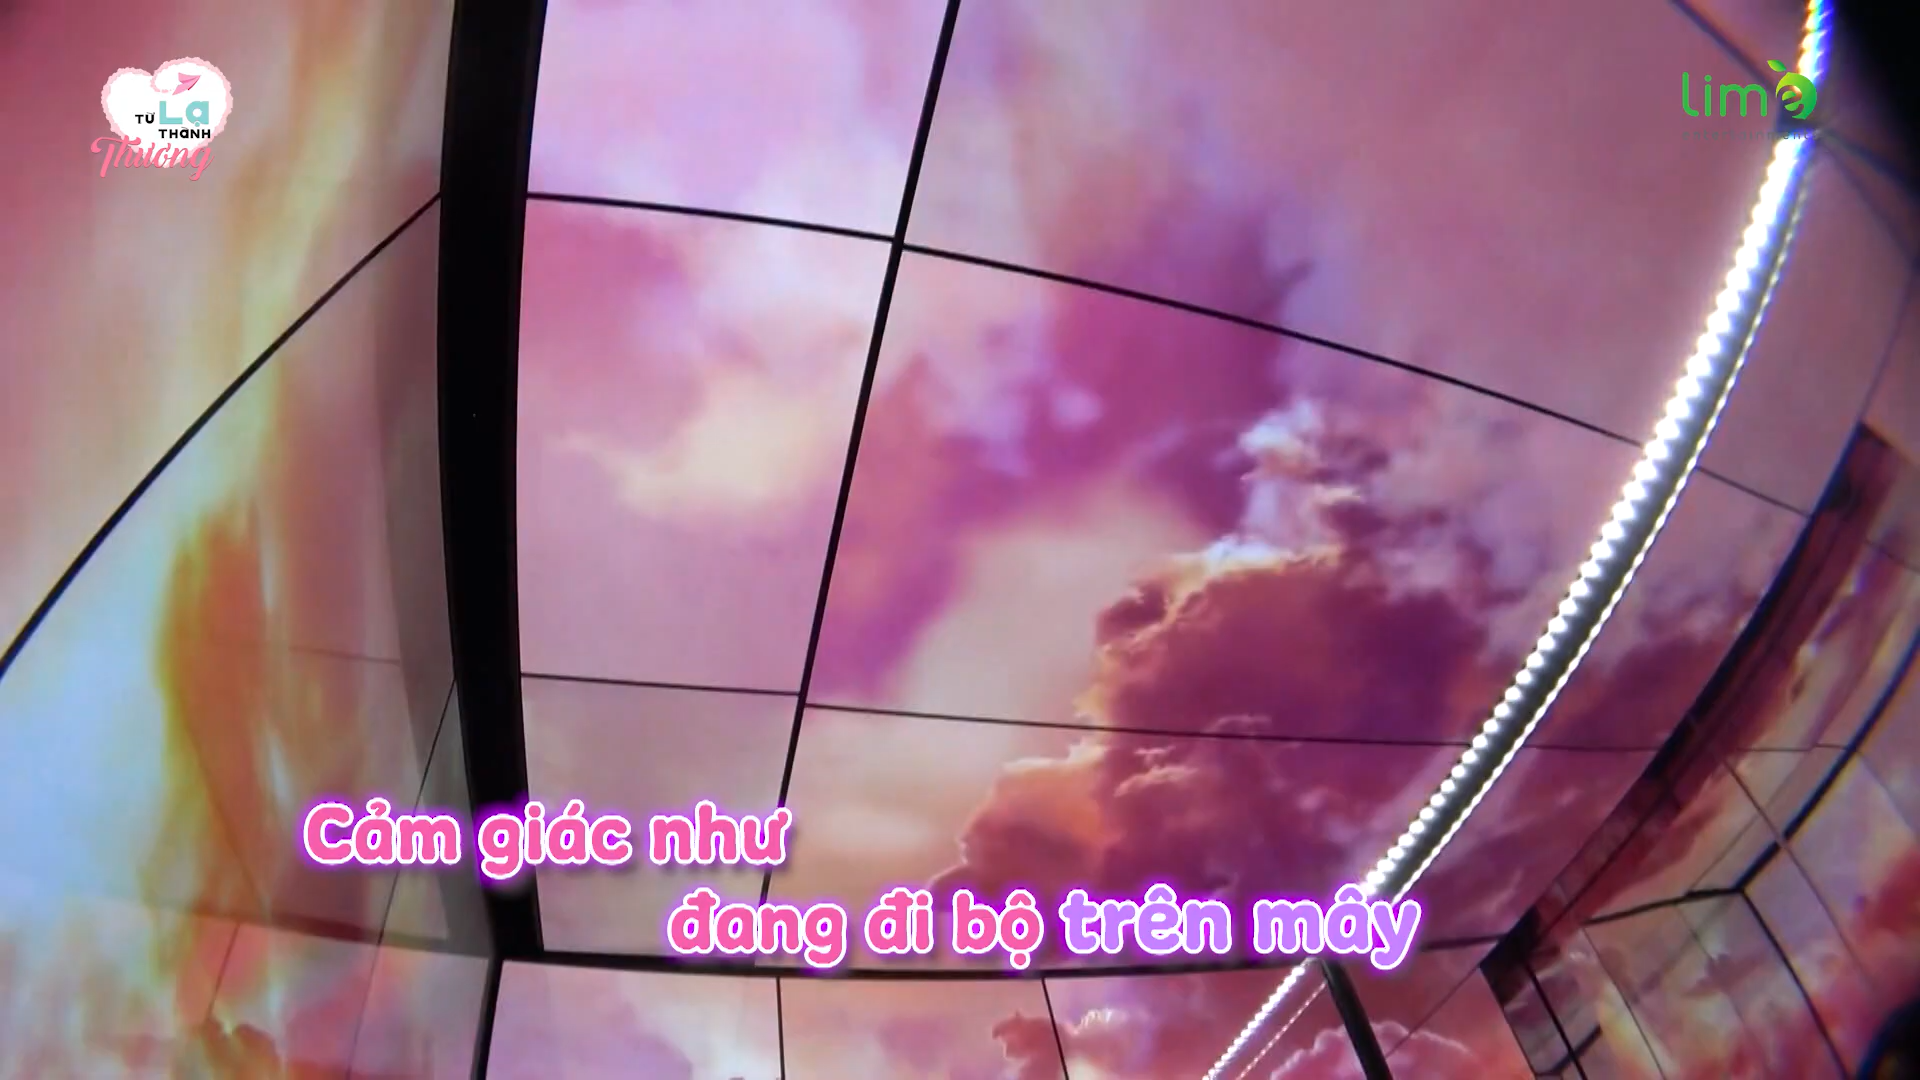 TỪ Lạ
THÀNH
Thương
lime
Cảm giác như
đang đi bộ trên mây